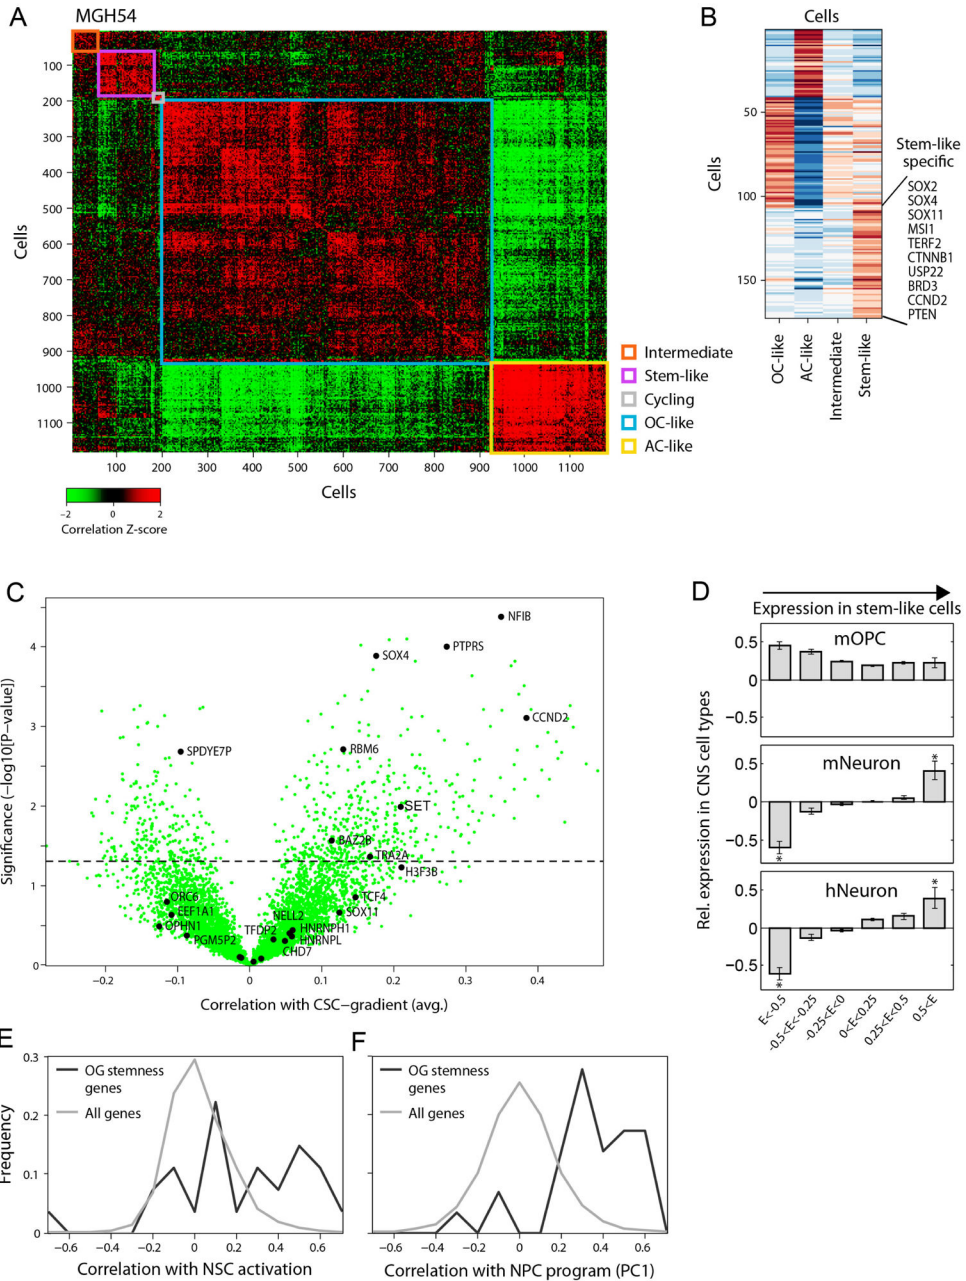 A
MGH54
100
200
300
400
500
600
700
800
900
1000
1100
Cells
100 200 300 400 500 600 700 800 900 1000 1100
Cells
−2 0 2
Correlation Z-score
Intermediate
Stem-like
Cycling
OC-like
AC-like
B
Cells
50
100
150
Cells
OC-like
AC-like
Intermediate
Stem-like
Stem-like
specific
SOX2
SOX4
SOX11
MSI1
TERF2
CTNNB1
USP22
BRD3
CCND2
PTEN
C
Significance (−log10[P−value])
4
3
2
1
0
NFIB
PTPRS
SOX4
CCND2
SPDYE7P
RBM6
SET
BAZ2B
TRA2A
H3F3B
ORC6
TCF4
EEF1A1
NELL2
SOX11
OPHN1
TFDP2
HNRNPH1
PGM5P2
HNRNPL
CHD7
−0.2 −0.1 0 0.1 0.2 0.3 0.4
Correlation with CSC−gradient (avg.)
D
Expression in stem-like cells
Rel. expression in CNS cell types
mOPC
0.5
0
−0.5
mNeuron
0.5
0
−0.5
*
*
hNeuron
0.5
0
−0.5
*
*
E<-0.5
-0.5<E<-0.25
-0.25<E<0
0<E<0.25
0.25<E<0.5
0.5<E
E
Frequency
0.3
0.2
0.1
0
OG stemness
genes
All genes
−0.6 −0.4 −0.2 0 0.2 0.4 0.6
Correlation with NSC activation
F
OG stemness
genes
All genes
−0.6 −0.4 −0.2 0 0.2 0.4 0.6
Correlation with NPC program (PC1)